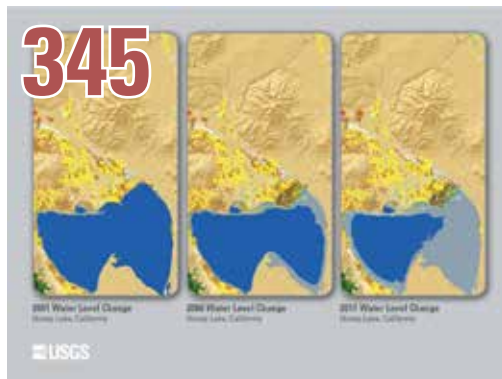 345
2001 Water Level Change
Honey Lake, California
2006 Water Level Change
Honey Lake, California
2011 Water Level Change
Honey Lake, California
USGS